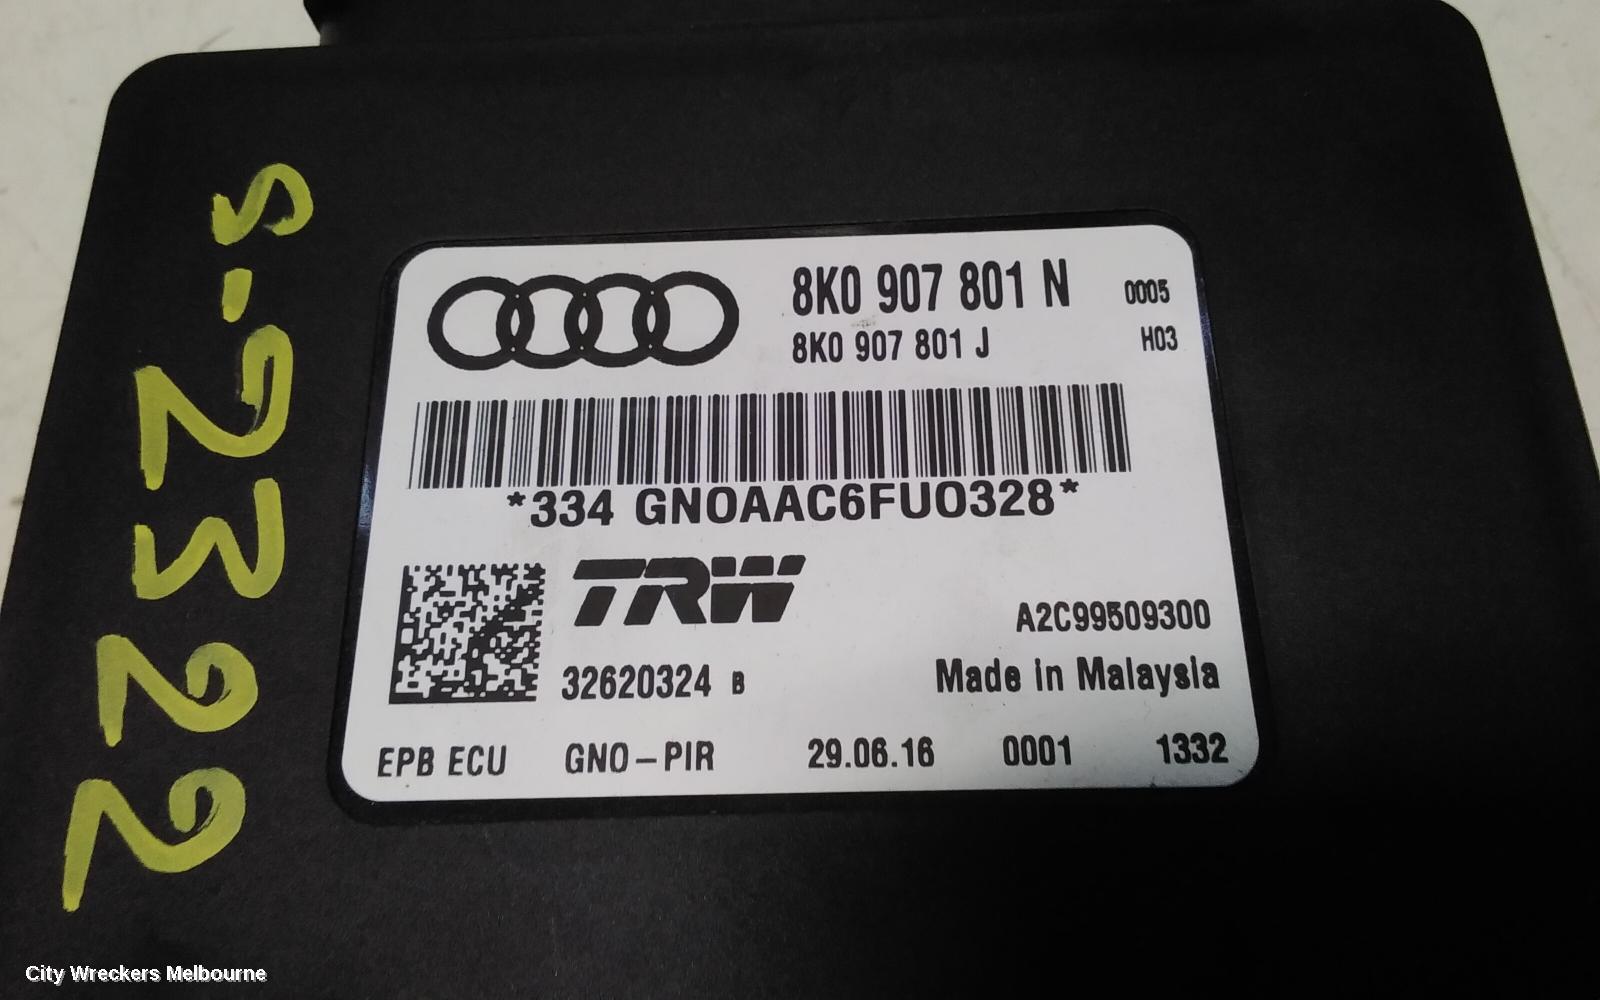 S-2322
8K0 907 801 N 0005
8K0 907 801 J H03
*334 GNOAAC6FU0328*
TRW
A2C99509300
32620324 B
Made in Malaysia
EPB ECU GNO-PIR 29.06.16 0001 1332
City Wreckers Melbourne